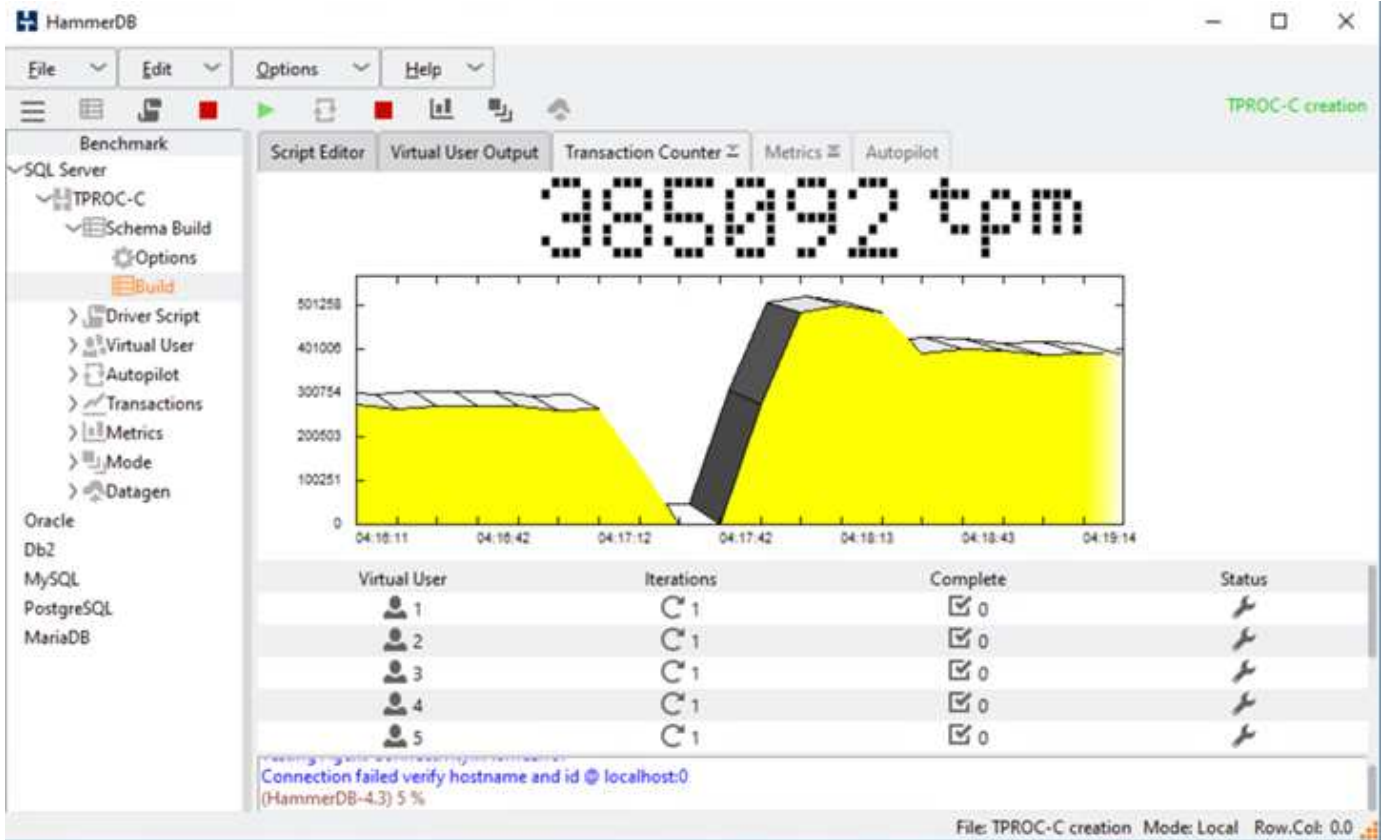 HammerDB
File Edit Options Help
TPROC-C creation
Benchmark
SQL Server
TPROC-C
Schema Build
Options
Build
Driver Script
Virtual User
Autopilot
Transactions
Metrics
Mode
Datagen
Oracle
Db2
MySQL
PostgreSQL
MariaDB
Script Editor Virtual User Output Transaction Counter Metrics Autopilot
385092 tpm
501258
401006
300754
200503
100251
0
04:16:11 04:16:42 04:17:12 04:17:42 04:18:13 04:18:43 04:19:14
Virtual User Iterations Complete Status
1 1 0
2 1 0
3 1 0
4 1 0
5 1 0
Connection failed verify hostname and id @ localhost:0
(HammerDB-4.3) 5 %
File: TPROC-C creation Mode: Local Row.Col: 0.0